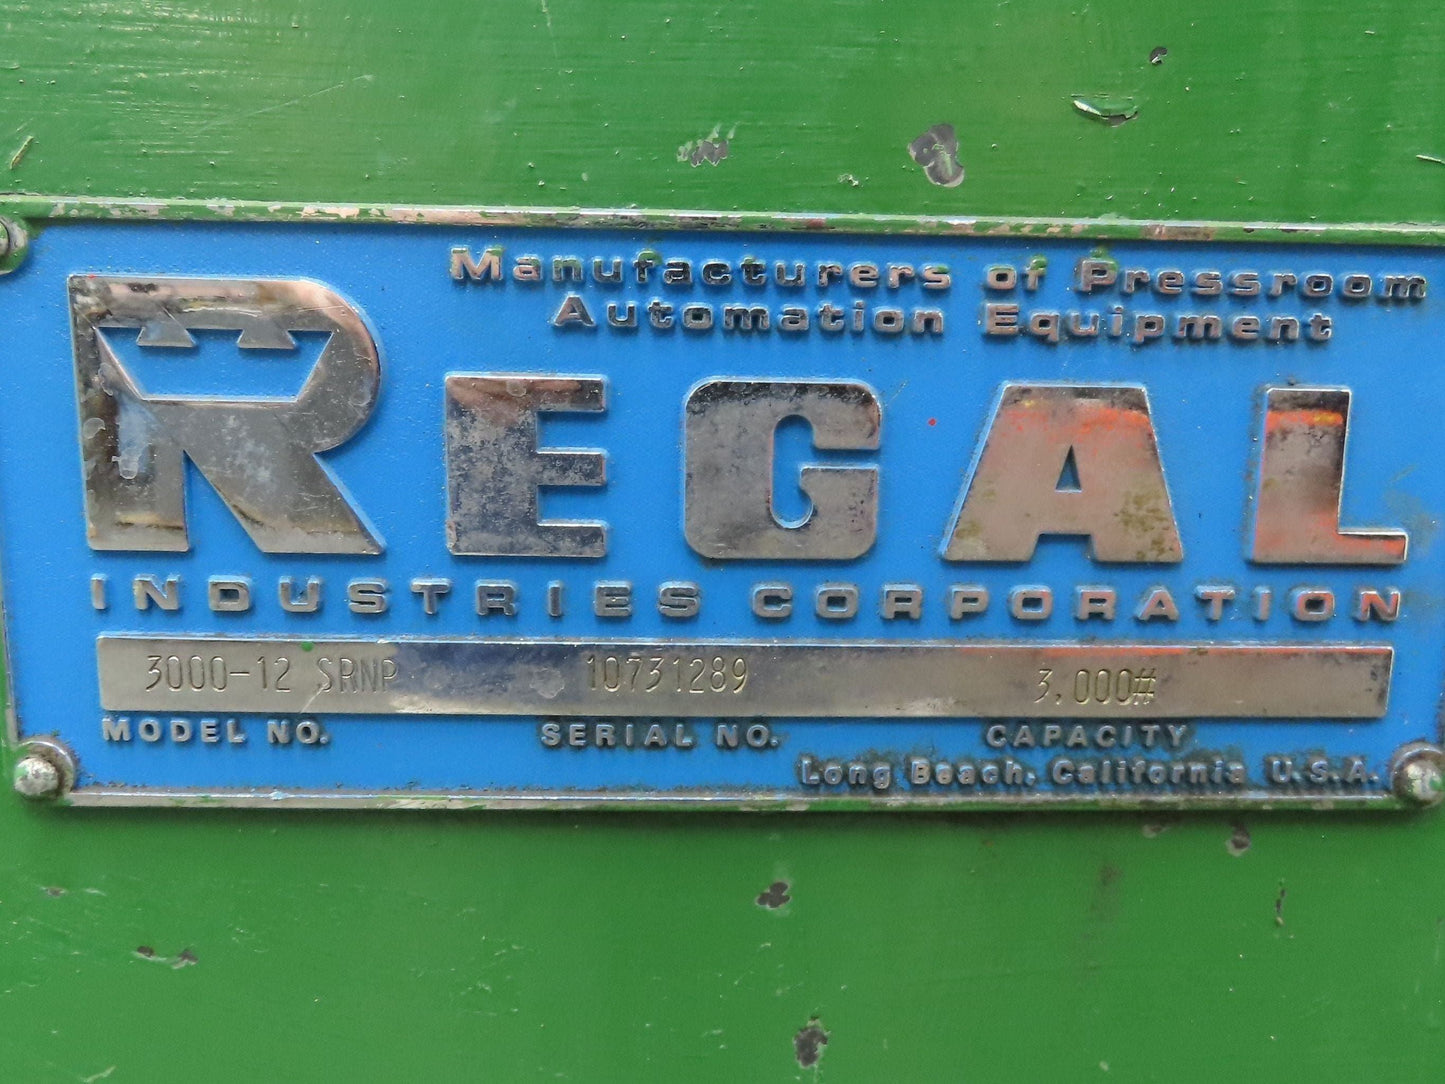 Manufacturers of Pressroom
Automation Equipment
REGAL
INDUSTRIES CORPORATION
3000-12 SRNP 10731289 3,000#
MODEL NO. SERIAL NO. CAPACITY
Long Beach, California U.S.A.